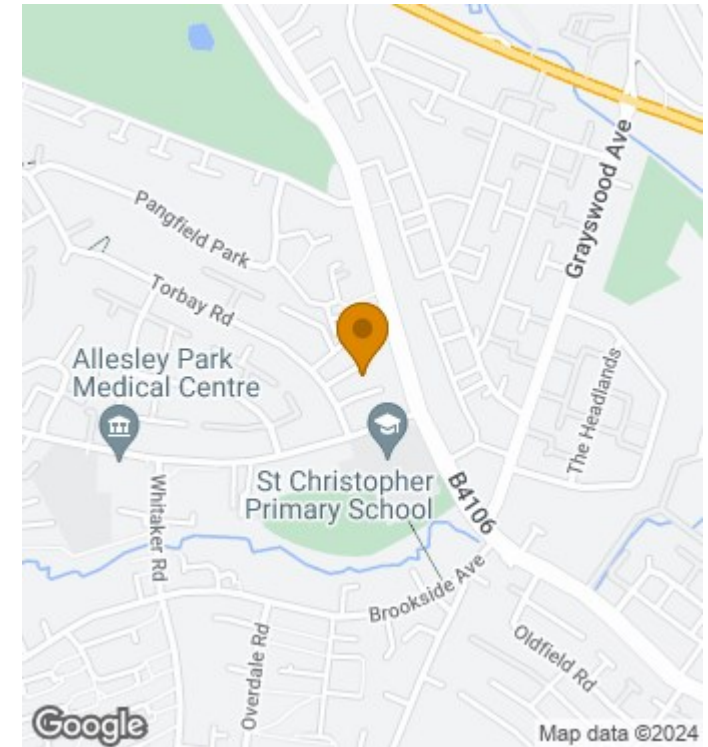 Grayswood Ave
Pangfield Park
Torbay Rd
Allesley Park
Medical Centre
The Headlands
St Christopher
Primary School
B4106
Whitaker Rd
Brookside Ave
Overdale Rd
Oldfield Rd
Google
Map data ©2024